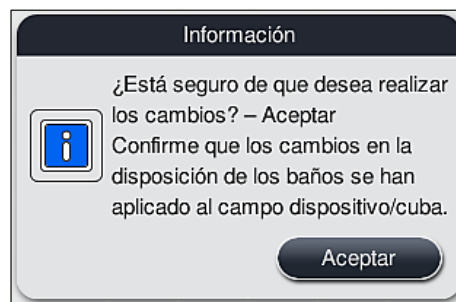 Información
¿Está seguro de que desea realizar
los cambios? – Aceptar
Confirme que los cambios en la
disposición de los baños se han
aplicado al campo dispositivo/cuba.
Aceptar